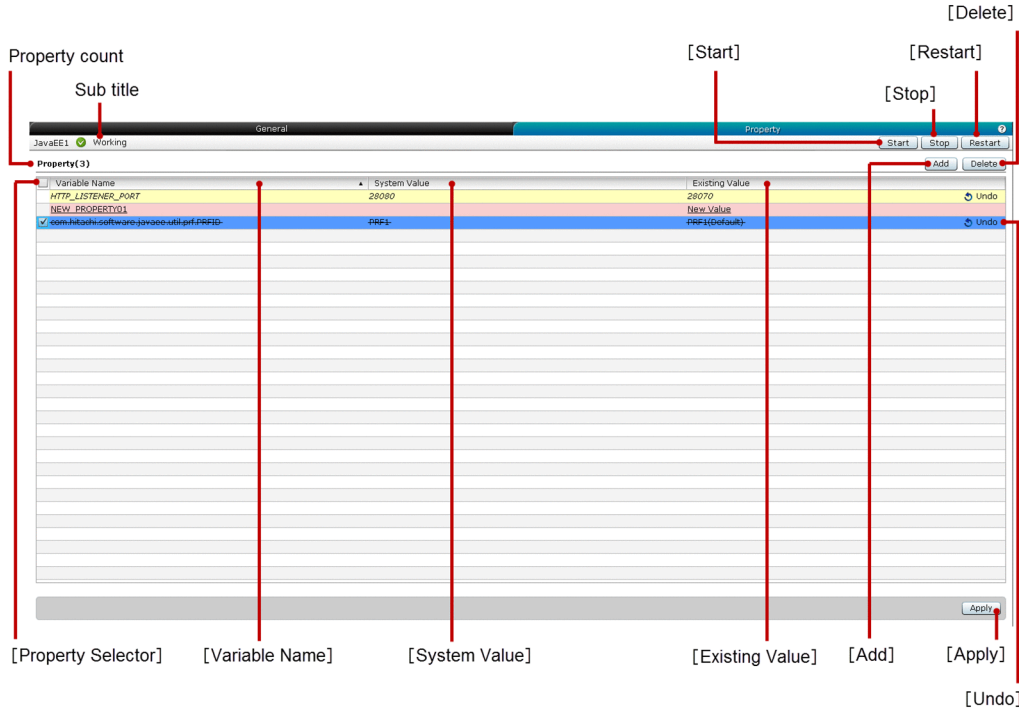 [Delete]
Property count
[Start]
[Restart]
Sub title
[Stop]
General
Property
?
JavaEE1 Working
Start Stop Restart
Property(3)
Add Delete
Variable Name System Value Existing Value
HTTP_LISTENER_PORT 28080 28070 Undo
NEW_PROPERTY01 New Value
com.hitachi.software.javaee.util.prf.PRFID PRF1 PRF1(Default) Undo
Apply
[Property Selector] [Variable Name] [System Value] [Existing Value] [Add] [Apply]
[Undo]